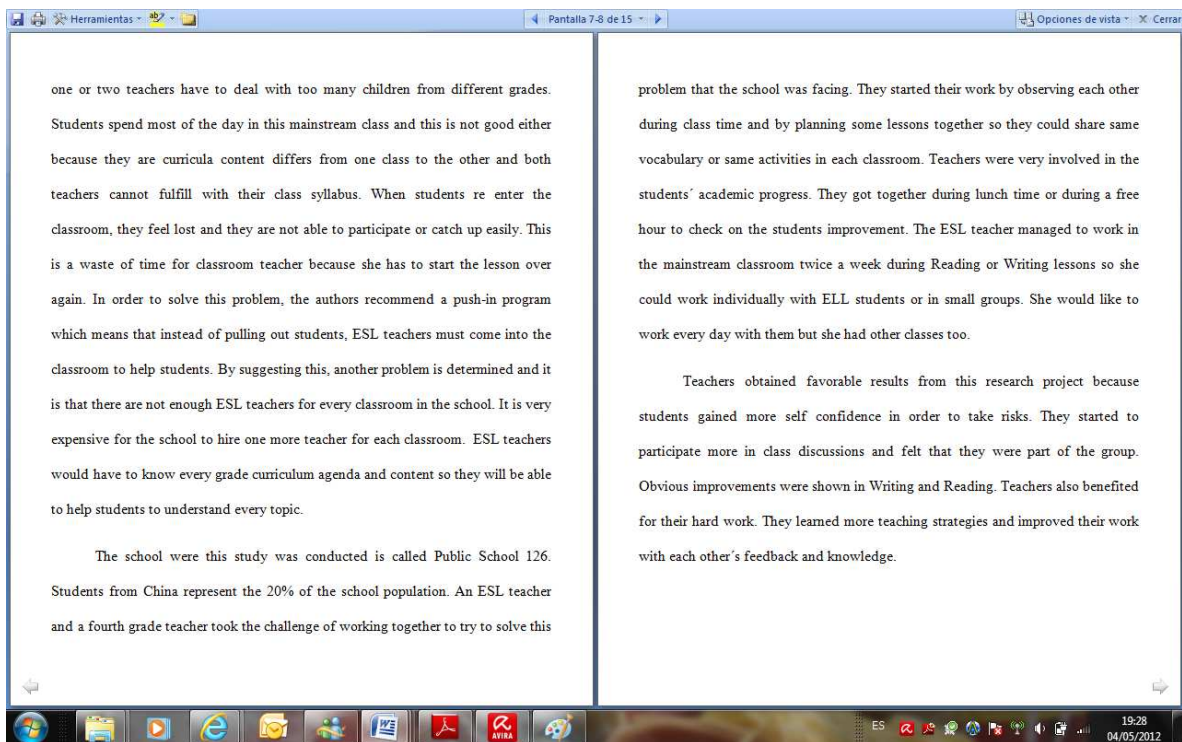 Herramientas
Pantalla 7-8 de 15
Opciones de vista
Cerrar
one or two teachers have to deal with too many children from different grades.
Students spend most of the day in this mainstream class and this is not good either
because they are curricula content differs from one class to the other and both
teachers cannot fulfill with their class syllabus. When students re enter the
classroom, they feel lost and they are not able to participate or catch up easily. This
is a waste of time for classroom teacher because she has to start the lesson over
again. In order to solve this problem, the authors recommend a push-in program
which means that instead of pulling out students, ESL teachers must come into the
classroom to help students. By suggesting this, another problem is determined and it
is that there are not enough ESL teachers for every classroom in the school. It is very
expensive for the school to hire one more teacher for each classroom. ESL teachers
would have to know every grade curriculum agenda and content so they will be able
to help students to understand every topic.
The school were this study was conducted is called Public School 126.
Students from China represent the 20% of the school population. An ESL teacher
and a fourth grade teacher took the challenge of working together to try to solve this
problem that the school was facing. They started their work by observing each other
during class time and by planning some lessons together so they could share same
vocabulary or same activities in each classroom. Teachers were very involved in the
students´ academic progress. They got together during lunch time or during a free
hour to check on the students improvement. The ESL teacher managed to work in
the mainstream classroom twice a week during Reading or Writing lessons so she
could work individually with ELL students or in small groups. She would like to
work every day with them but she had other classes too.
Teachers obtained favorable results from this research project because
students gained more self confidence in order to take risks. They started to
participate more in class discussions and felt that they were part of the group.
Obvious improvements were shown in Writing and Reading. Teachers also benefited
for their hard work. They learned more teaching strategies and improved their work
with each other´s feedback and knowledge.
AVIRA
ES
19:28
04/05/2012